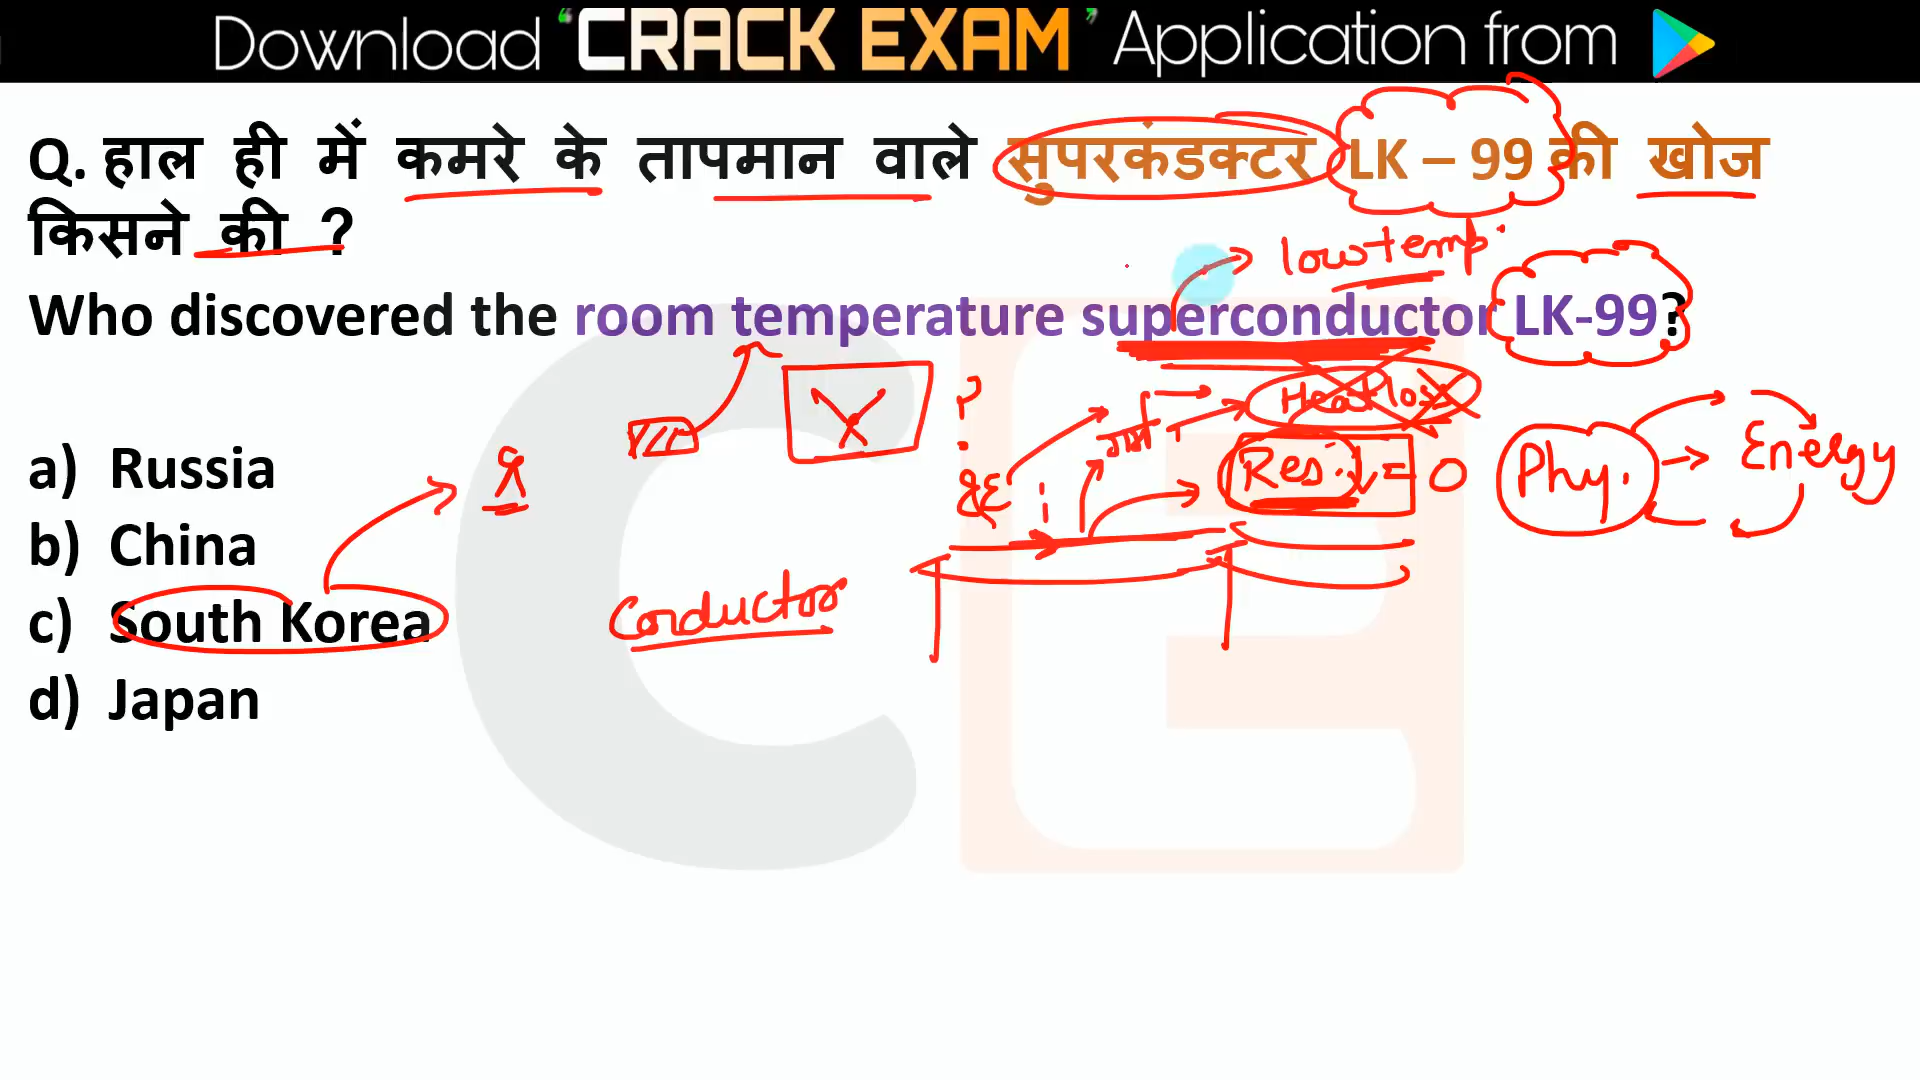 Download 'CRACK EXAM' Application from
Q. हाल ही में कमरे के तापमान वाले सुपरकंडक्टर LK – 99 की खोज
किसने की ?
low temp.
Who discovered the room temperature superconductor LK-99?
Heat loss
a) Russia
Res. ↓ = 0
Phy.
Energy
b) China
Conductor
c) South Korea
d) Japan